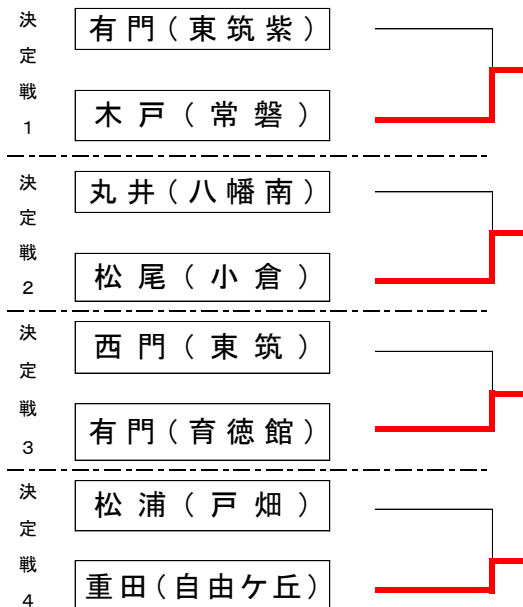 決定戦1
有門(東筑紫)
木戸(常磐)
決定戦2
丸井(八幡南)
松尾(小倉)
決定戦3
西門(東筑)
有門(育徳館)
決定戦4
松浦(戸畑)
重田(自由ケ丘)